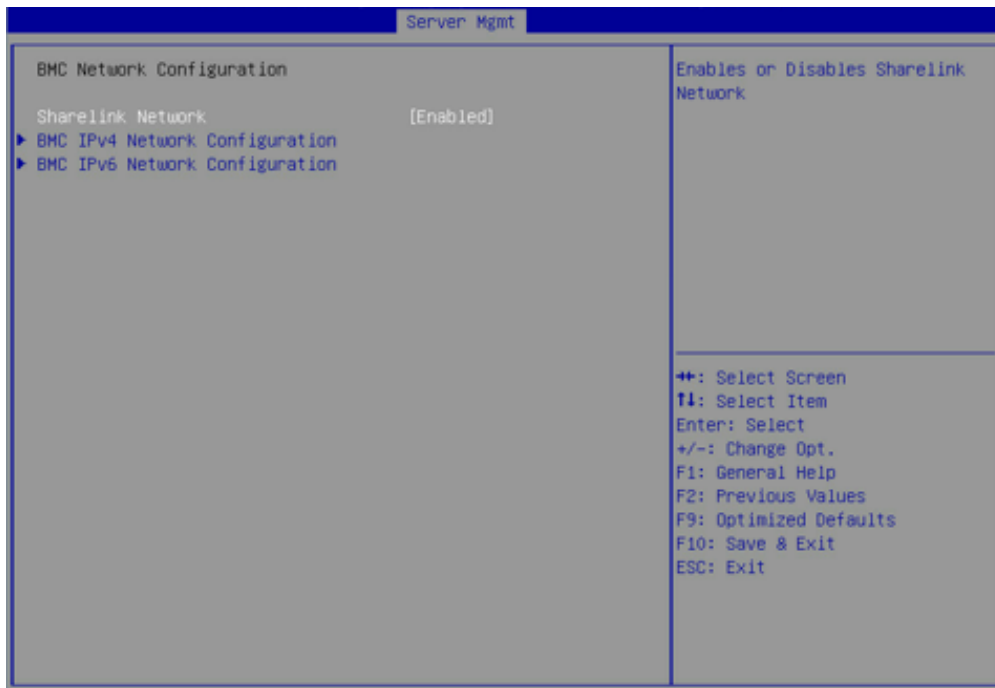 Server Mgmt
BMC Network Configuration
Sharelink Network [Enabled]
▶ BMC IPv4 Network Configuration
▶ BMC IPv6 Network Configuration
Enables or Disables Sharelink
Network
→←: Select Screen
↑↓: Select Item
Enter: Select
+/-: Change Opt.
F1: General Help
F2: Previous Values
F9: Optimized Defaults
F10: Save & Exit
ESC: Exit